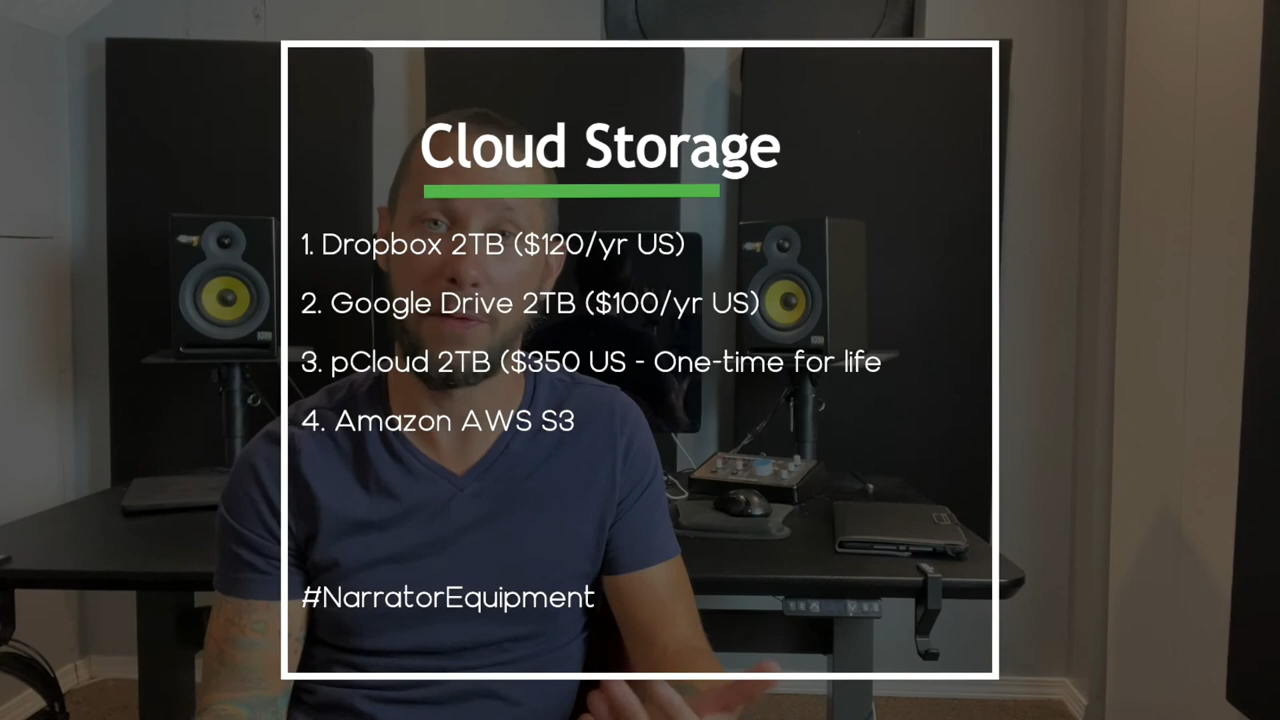 Cloud Storage
1. Dropbox 2TB ($120/yr US)
2. Google Drive 2TB ($100/yr US)
3. pCloud 2TB ($350 US - One-time for life
4. Amazon AWS S3
#NarratorEquipment